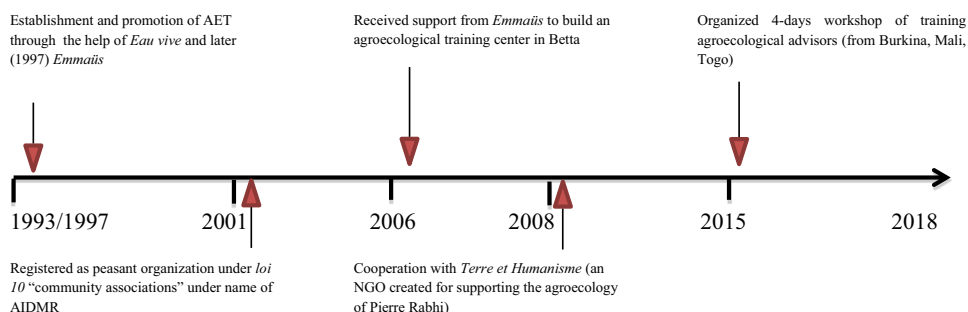 Establishment and promotion of AET
through the help of Eau vive and later
(1997) Emmaüs
Received support from Emmaüs to build an
agroecological training center in Betta
Organized 4-days workshop of training
agroecological advisors (from Burkina, Mali,
Togo)
1993/1997
2001
2006
2008
2015
2018
Registered as peasant organization under loi
10 “community associations” under name of
AIDMR
Cooperation with Terre et Humanisme (an
NGO created for supporting the agroecology
of Pierre Rabhi)